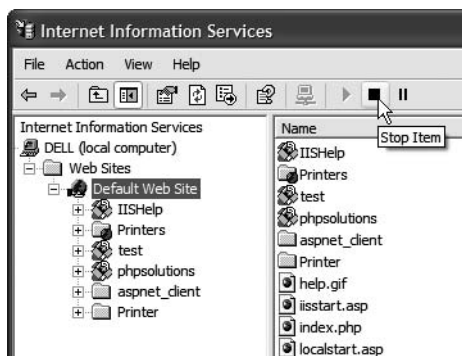 Internet Information Services
File Action View Help
Stop Item
Internet Information Services
DELL (local computer)
Web Sites
Default Web Site
IISHelp
Printers
test
phpsolutions
aspnet_client
Printer
Name
IISHelp
Printers
test
phpsolutions
aspnet_client
Printer
help.gif
iisstart.asp
index.php
localstart.asp